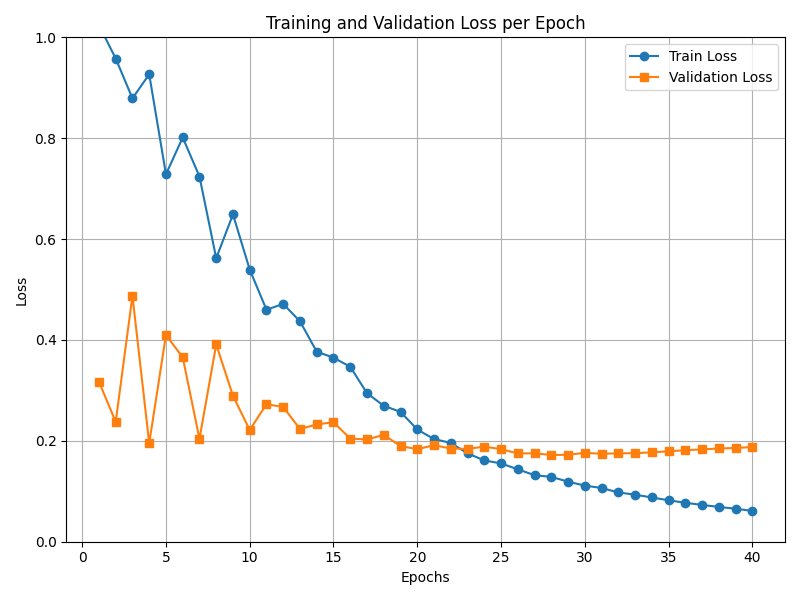 Training and Validation Loss per Epoch
Train Loss
Validation Loss
1.0
0.8
0.6
0.4
0.2
0.0
Loss
0 5 10 15 20 25 30 35 40
Epochs